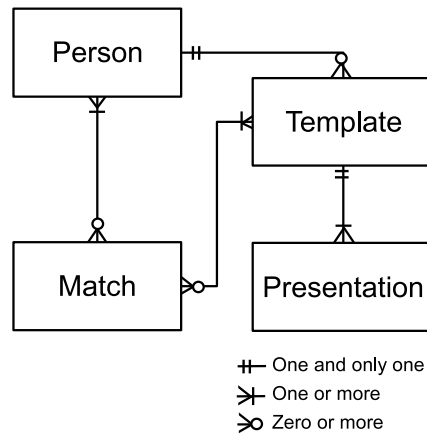 Person
Template
Match
Presentation
One and only one
One or more
Zero or more